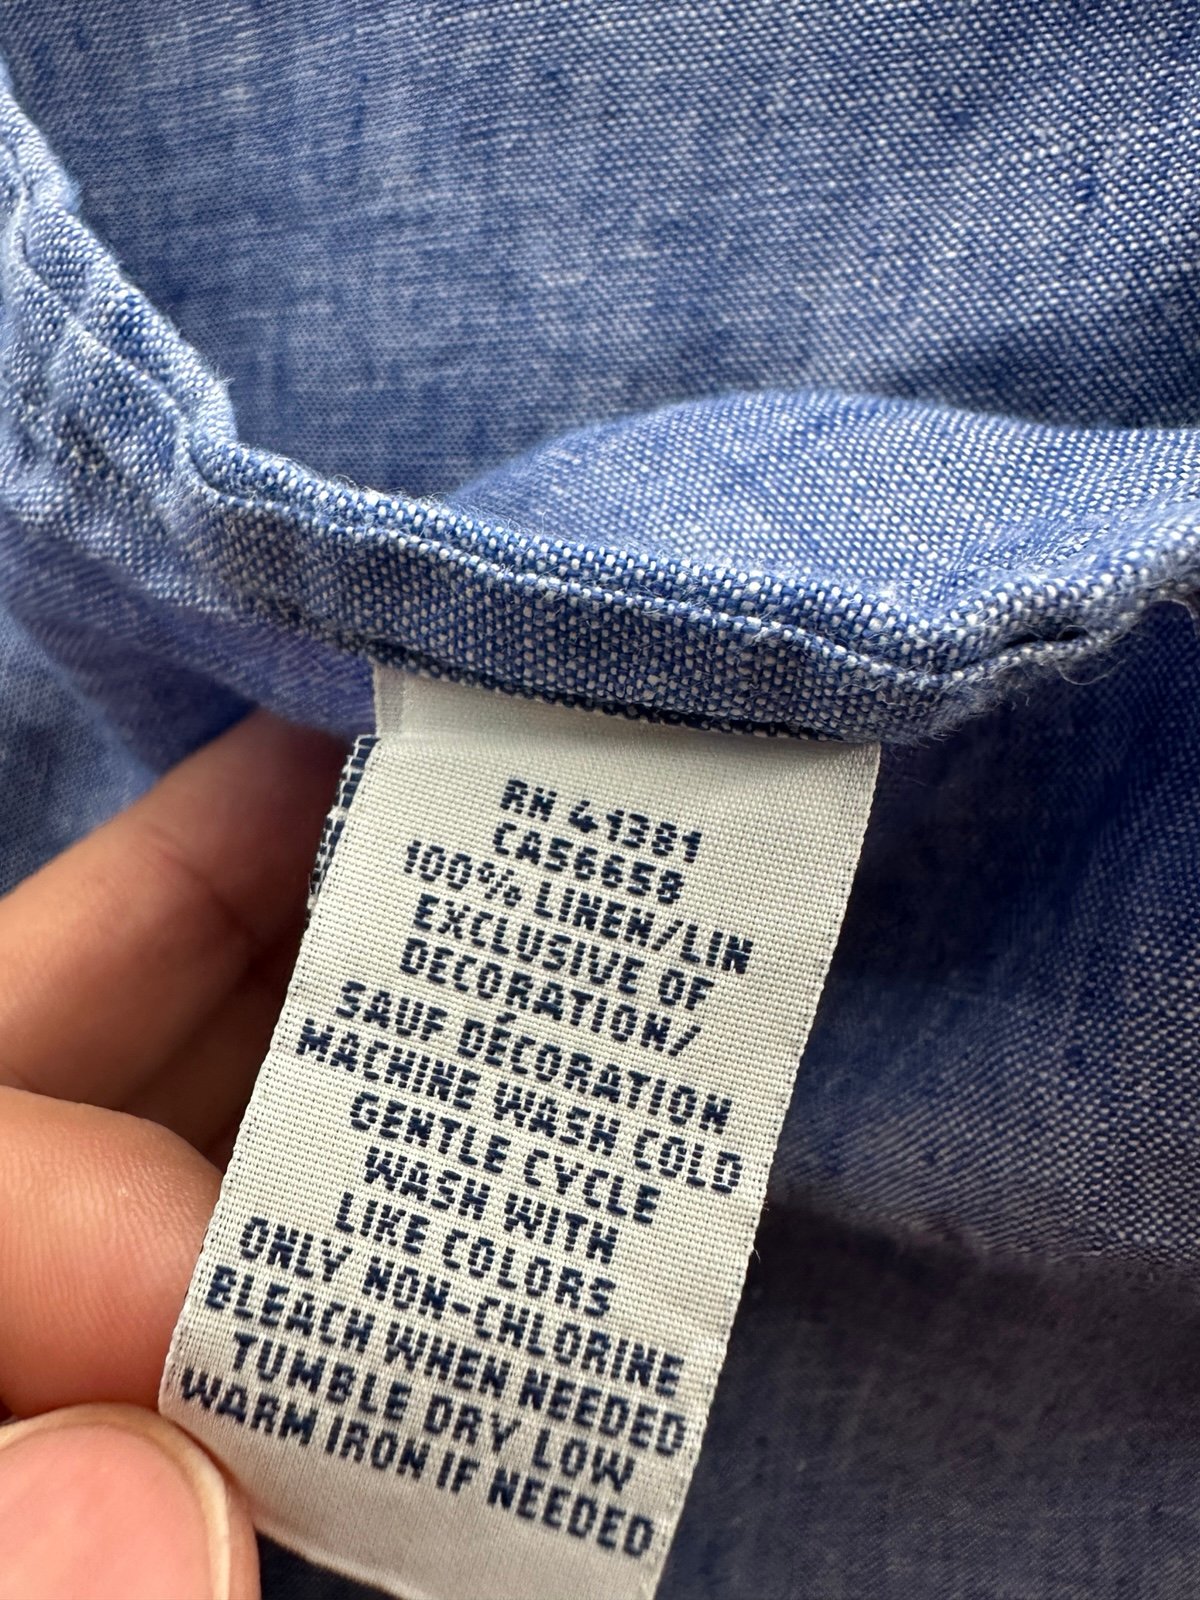 RN 41381
CA56658
100% LINEN/LIN
EXCLUSIVE OF
DECORATION/
SAUF DÉCORATION
MACHINE WASH COLD
GENTLE CYCLE
WASH WITH
LIKE COLORS
ONLY NON-CHLORINE
BLEACH WHEN NEEDED
TUMBLE DRY LOW
WARM IRON IF NEEDED